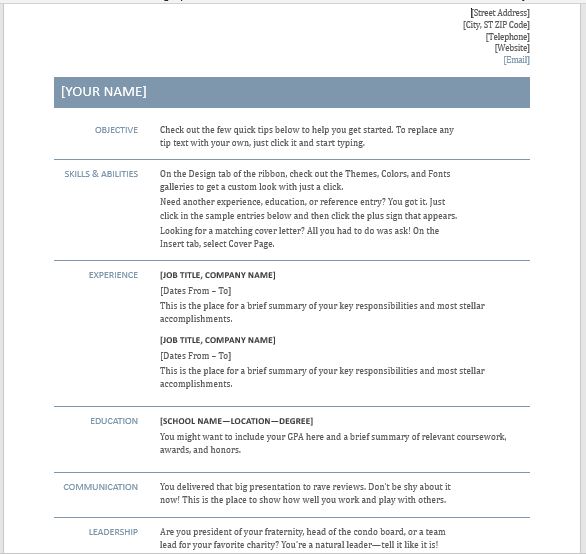 [Street Address]
[City, ST ZIP Code]
[Telephone]
[Website]
[Email]
[YOUR NAME]
OBJECTIVE
Check out the few quick tips below to help you get started. To replace any
tip text with your own, just click it and start typing.
SKILLS & ABILITIES
On the Design tab of the ribbon, check out the Themes, Colors, and Fonts
galleries to get a custom look with just a click.
Need another experience, education, or reference entry? You got it. Just
click in the sample entries below and then click the plus sign that appears.
Looking for a matching cover letter? All you had to do was ask! On the
Insert tab, select Cover Page.
EXPERIENCE
[JOB TITLE, COMPANY NAME]
[Dates From – To]
This is the place for a brief summary of your key responsibilities and most stellar
accomplishments.
[JOB TITLE, COMPANY NAME]
[Dates From – To]
This is the place for a brief summary of your key responsibilities and most stellar
accomplishments.
EDUCATION
[SCHOOL NAME—LOCATION—DEGREE]
You might want to include your GPA here and a brief summary of relevant coursework,
awards, and honors.
COMMUNICATION
You delivered that big presentation to rave reviews. Don't be shy about it
now! This is the place to show how well you work and play with others.
LEADERSHIP
Are you president of your fraternity, head of the condo board, or a team
lead for your favorite charity? You're a natural leader—tell it like it is!